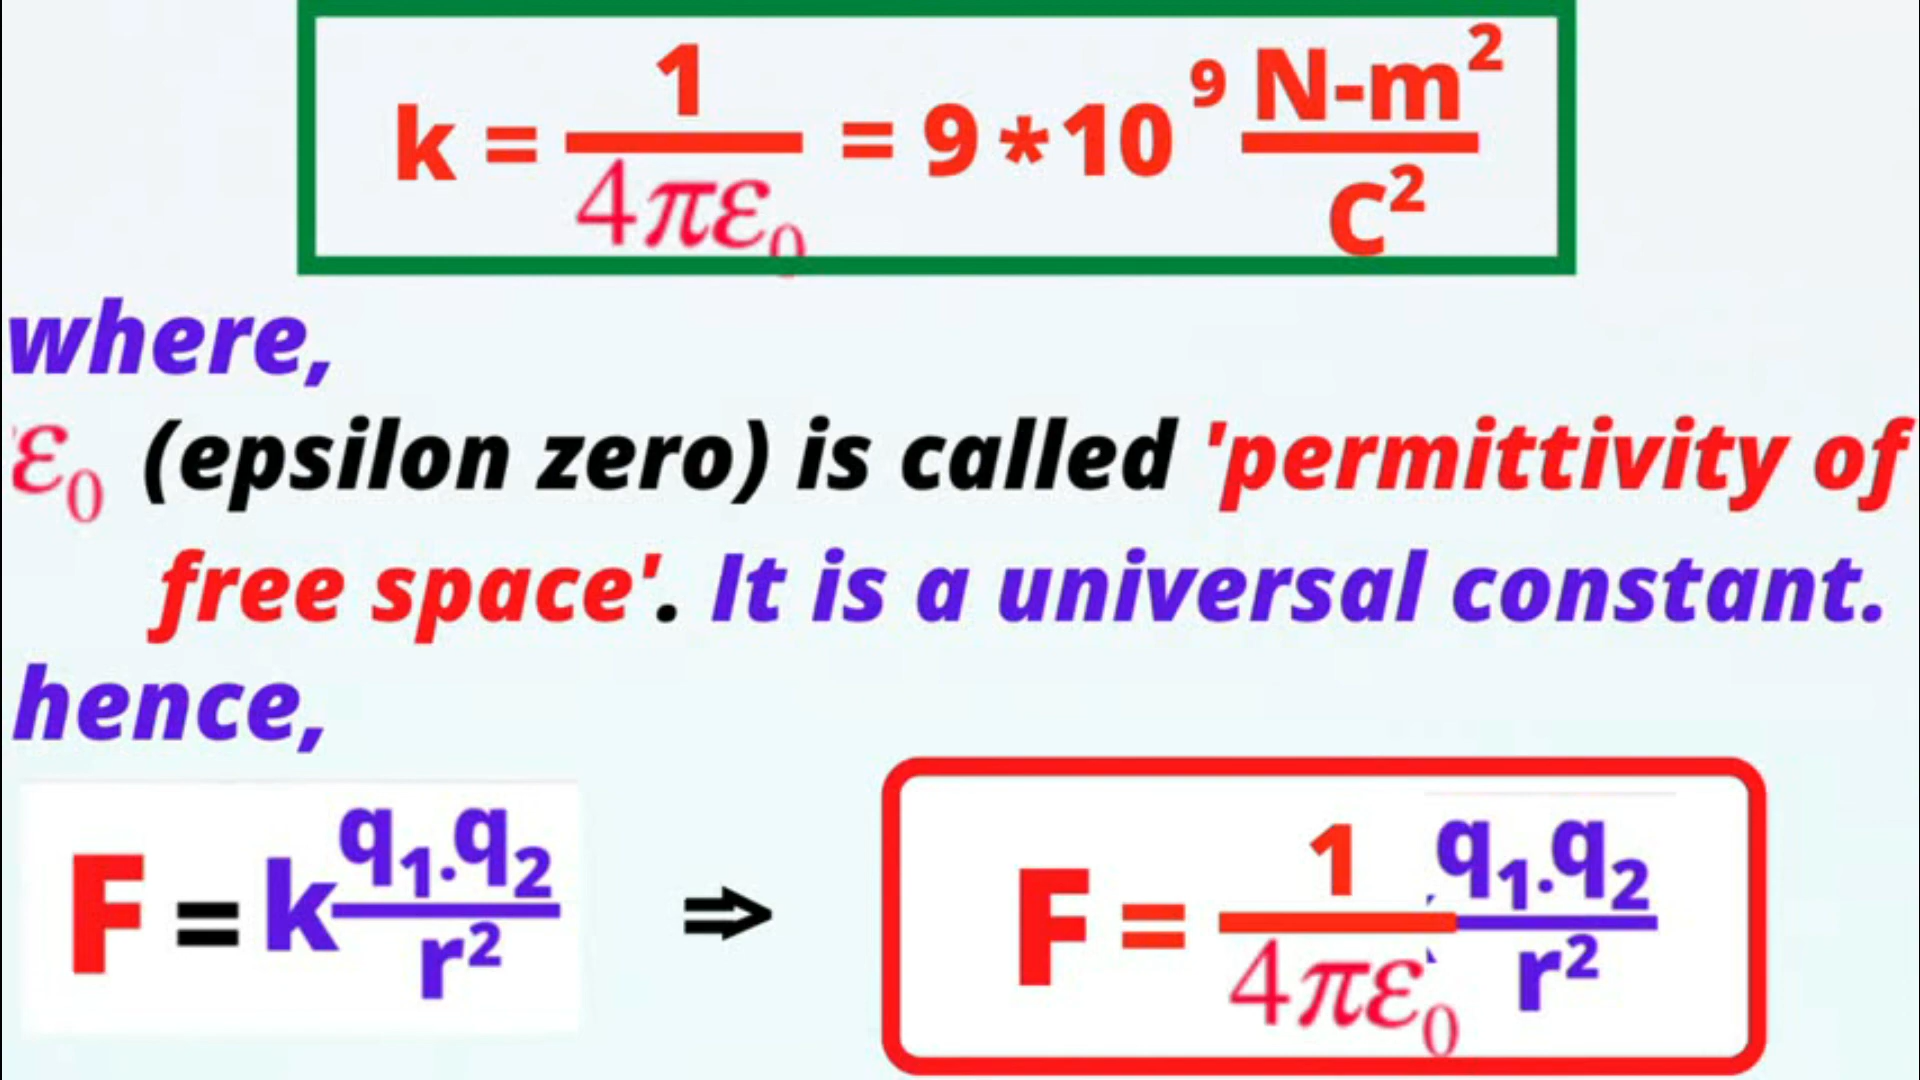 k = 1/4πε₀ = 9*10⁹ N-m²/C²
where,
ε₀ (epsilon zero) is called 'permittivity of
free space'. It is a universal constant.
hence,
F = k q₁.q₂/r² ⇒ F = 1/4πε₀ q₁.q₂/r²